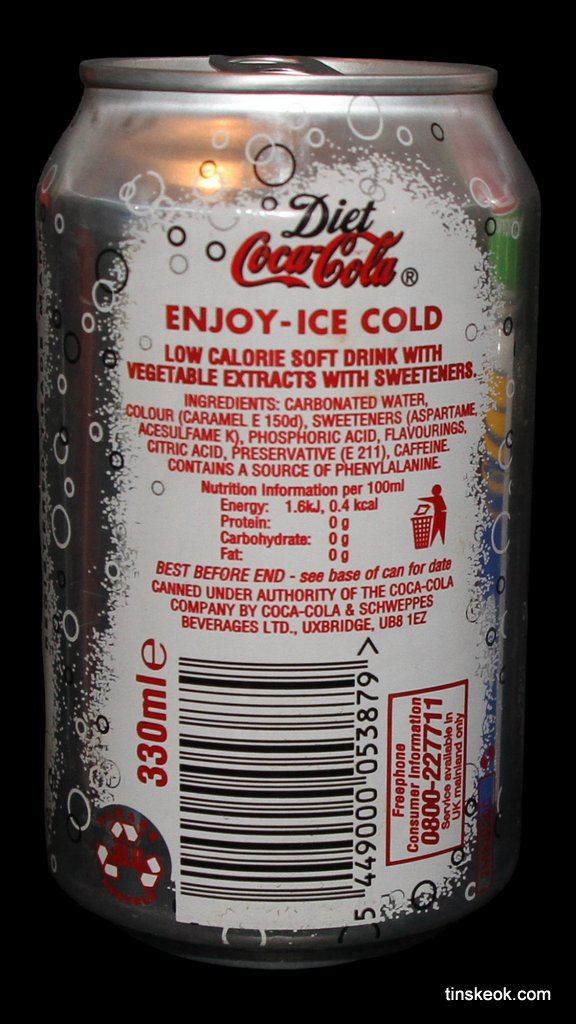 Diet
Coca-Cola®
ENJOY-ICE COLD
LOW CALORIE SOFT DRINK WITH
VEGETABLE EXTRACTS WITH SWEETENERS.
INGREDIENTS: CARBONATED WATER,
COLOUR (CARAMEL E 150d), SWEETENERS (ASPARTAME,
ACESULFAME K), PHOSPHORIC ACID, FLAVOURINGS,
CITRIC ACID, PRESERVATIVE (E 211), CAFFEINE.
CONTAINS A SOURCE OF PHENYLALANINE.
Nutrition Information per 100ml
Energy: 1.6kJ, 0.4 kcal
Protein: 0 g
Carbohydrate: 0 g
Fat: 0 g
BEST BEFORE END - see base of can for date
CANNED UNDER AUTHORITY OF THE COCA-COLA
COMPANY BY COCA-COLA & SCHWEPPES
BEVERAGES LTD., UXBRIDGE, UB8 1EZ
330ml e
5 449000 053879 >
Freephone
Consumer Information
0800-227711
Service available in
UK mainland only
tinskeok.com